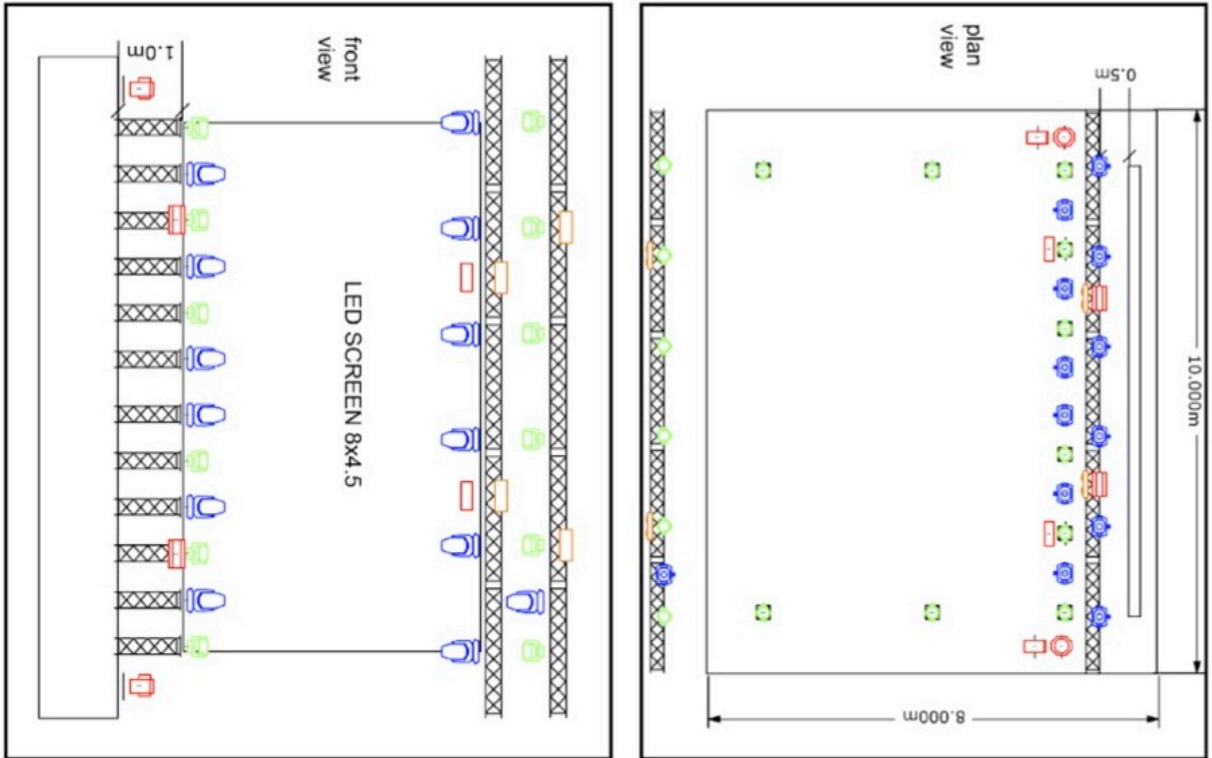 front
view
1.0m
LED SCREEN 8x4.5
plan
view
0.5m
10.000m
8.000m